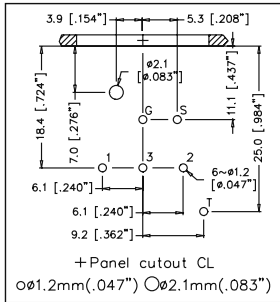 3.9 [.154"]
5.3 [.208"]
ø2.1
[ø.083"]
18.4 [.724"]
7.0 [.276"]
11.1 [.437"]
25.0 [.984"]
G
S
1
3
2
6~ø1.2
[ø.047"]
6.1 [.240"]
T
6.1 [.240"]
9.2 [.362"]
+Panel cutout CL
oø1.2mm(.047") Oø2.1mm(.083")